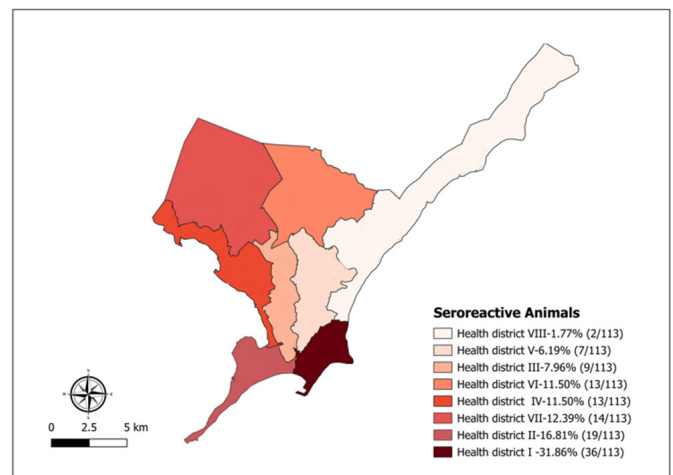 Seroreactive Animals
Health district VIII-1.77% (2/113)
Health district V-6.19% (7/113)
Health district III-7.96% (9/113)
Health district VI-11.50% (13/113)
Health district IV-11.50% (13/113)
Health district VII-12.39% (14/113)
Health district II-16.81% (19/113)
Health district I -31.86% (36/113)
N
W E
S
0 2.5 5 km